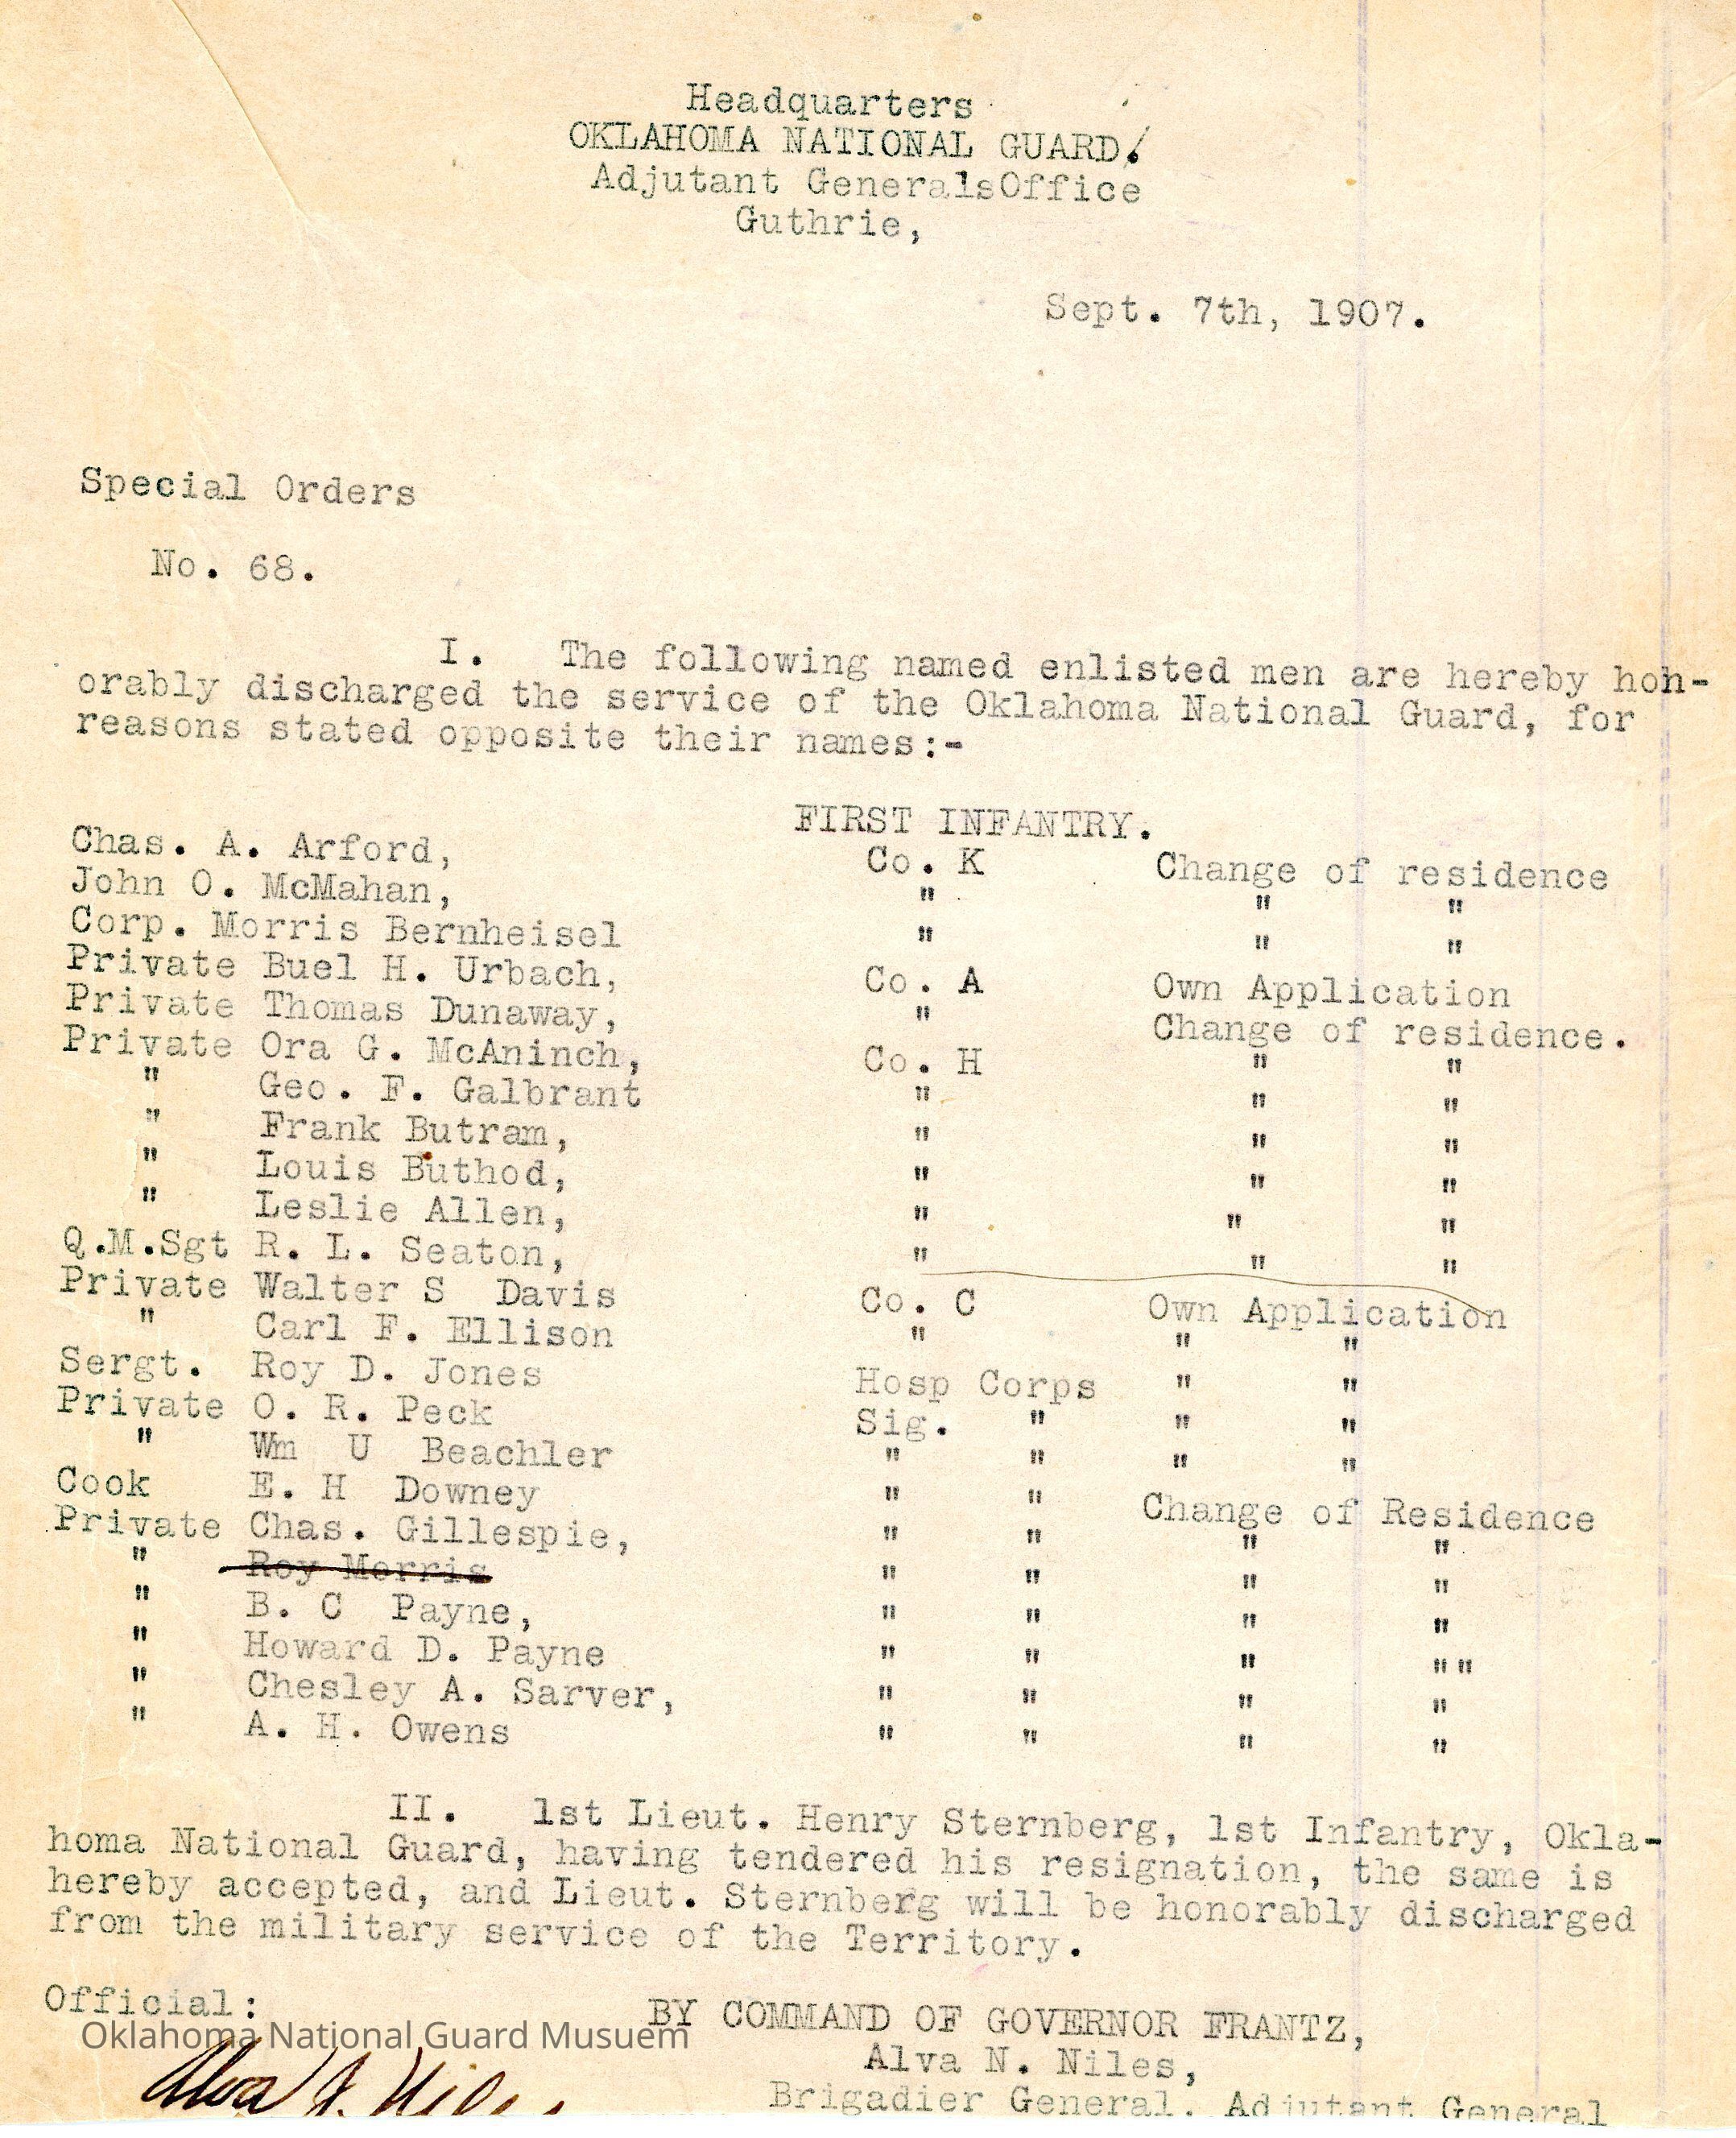 Headquarters
OKLAHOMA NATIONAL GUARD.
Adjutant GeneralsOffice
Guthrie,
Sept. 7th, 1907.
Special Orders
No. 68.
I. The following named enlisted men are hereby hon-
orably discharged the service of the Oklahoma National Guard, for
reasons stated opposite their names:-
FIRST INFANTRY.
Chas. A. Arford, Co. K Change of residence
John O. McMahan, " " "
Corp. Morris Bernheisel " " "
Private Buel H. Urbach, Co. A Own Application
Private Thomas Dunaway, " Change of residence.
Private Ora G. McAninch, Co. H " "
" Geo. F. Galbrant " " "
" Frank Butram, " " "
" Louis Buthod, " " "
" Leslie Allen, " " "
Q.M.Sgt R. L. Seaton, " " "
Private Walter S Davis Co. C Own Application
" Carl F. Ellison " " "
Sergt. Roy D. Jones Hosp Corps " "
Private O. R. Peck Sig. " " "
" Wm U Beachler " " " "
Cook E. H Downey " " Change of Residence
Private Chas. Gillespie, " " " "
" Roy Morris " " " "
" B. C Payne, " " " "
" Howard D. Payne " " " " "
" Chesley A. Sarver, " " " "
" A. H. Owens " " " "
II. 1st Lieut. Henry Sternberg, 1st Infantry, Okla-
homa National Guard, having tendered his resignation, the same is
hereby accepted, and Lieut. Sternberg will be honorably discharged
from the military service of the Territory.
Official:
BY COMMAND OF GOVERNOR FRANTZ,
Oklahoma National Guard Musuem
Alva N. Niles,
Brigadier General. Adjutant General
Alva J. Niles